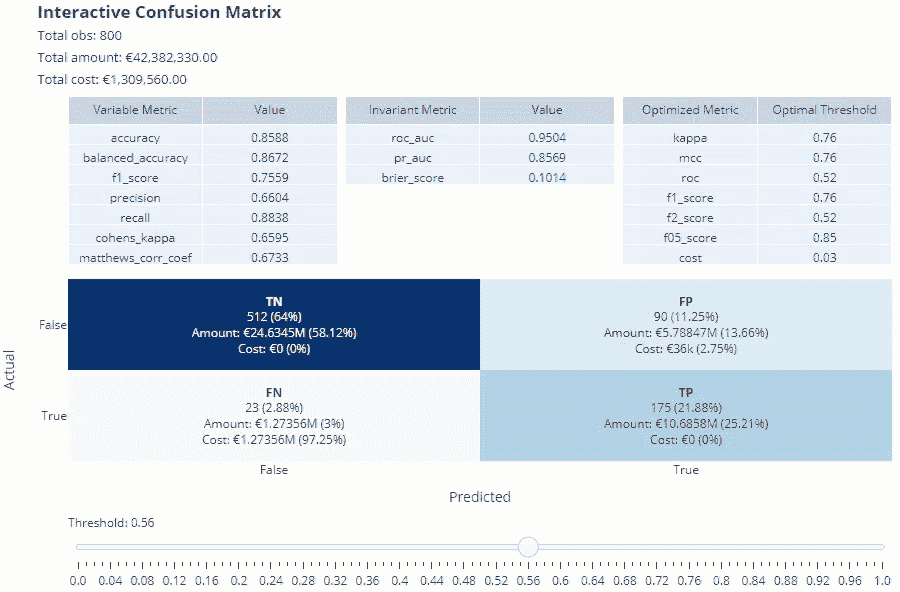 Interactive Confusion Matrix
Total obs: 800
Total amount: €42,382,330.00
Total cost: €1,309,560.00
Variable Metric Value
accuracy 0.8588
balanced_accuracy 0.8672
f1_score 0.7559
precision 0.6604
recall 0.8838
cohens_kappa 0.6595
matthews_corr_coef 0.6733
Invariant Metric Value
roc_auc 0.9504
pr_auc 0.8569
brier_score 0.1014
Optimized Metric Optimal Threshold
kappa 0.76
mcc 0.76
roc 0.52
f1_score 0.76
f2_score 0.52
f05_score 0.85
cost 0.03
Actual
False
TN
512 (64%)
Amount: €24.6345M (58.12%)
Cost: €0 (0%)
FP
90 (11.25%)
Amount: €5.78847M (13.66%)
Cost: €36k (2.75%)
True
FN
23 (2.88%)
Amount: €1.27356M (3%)
Cost: €1.27356M (97.25%)
TP
175 (21.88%)
Amount: €10.6858M (25.21%)
Cost: €0 (0%)
False True
Predicted
Threshold: 0.56
0.0 0.04 0.08 0.12 0.16 0.2 0.24 0.28 0.32 0.36 0.4 0.44 0.48 0.52 0.56 0.6 0.64 0.68 0.72 0.76 0.8 0.84 0.88 0.92 0.96 1.0